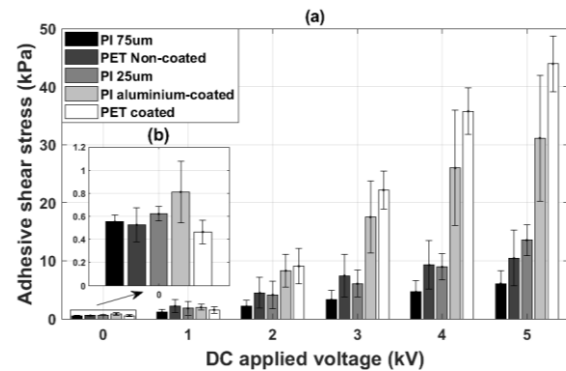 (a)
50
40
30
20
10
0
Adhesive shear stress (kPa)
PI 75um
PET Non-coated
PI 25um
PI aluminium-coated
PET coated
(b)
1.2
1
0.8
0.6
0.4
0.2
0
0
0 1 2 3 4 5
DC applied voltage (kV)